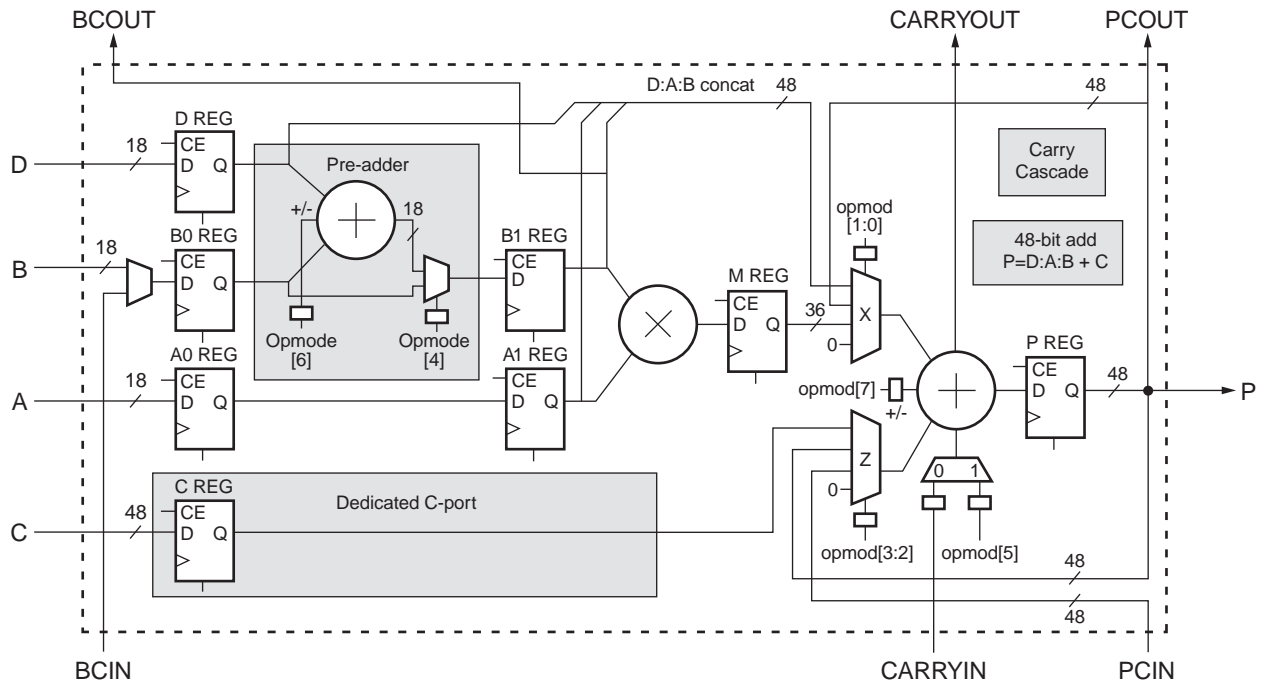 BCOUT
CARRYOUT
PCOUT
D:A:B concat
48
48
D REG
CE
D Q
D
18
Pre-adder
+/-
18
Carry
Cascade
opmod
[1:0]
48-bit add
P=D:A:B + C
B
18
B0 REG
CE
D Q
B1 REG
CE
D
M REG
CE
D Q
36
X
0
Opmode
[6]
Opmode
[4]
A0 REG
CE
D Q
A
18
A1 REG
CE
D Q
opmod[7]
+/-
P REG
CE
D Q
48
P
Z
0
0 1
C REG
CE
D Q
C
48
Dedicated C-port
opmod[3:2]
opmod[5]
48
48
BCIN
CARRYIN
PCIN